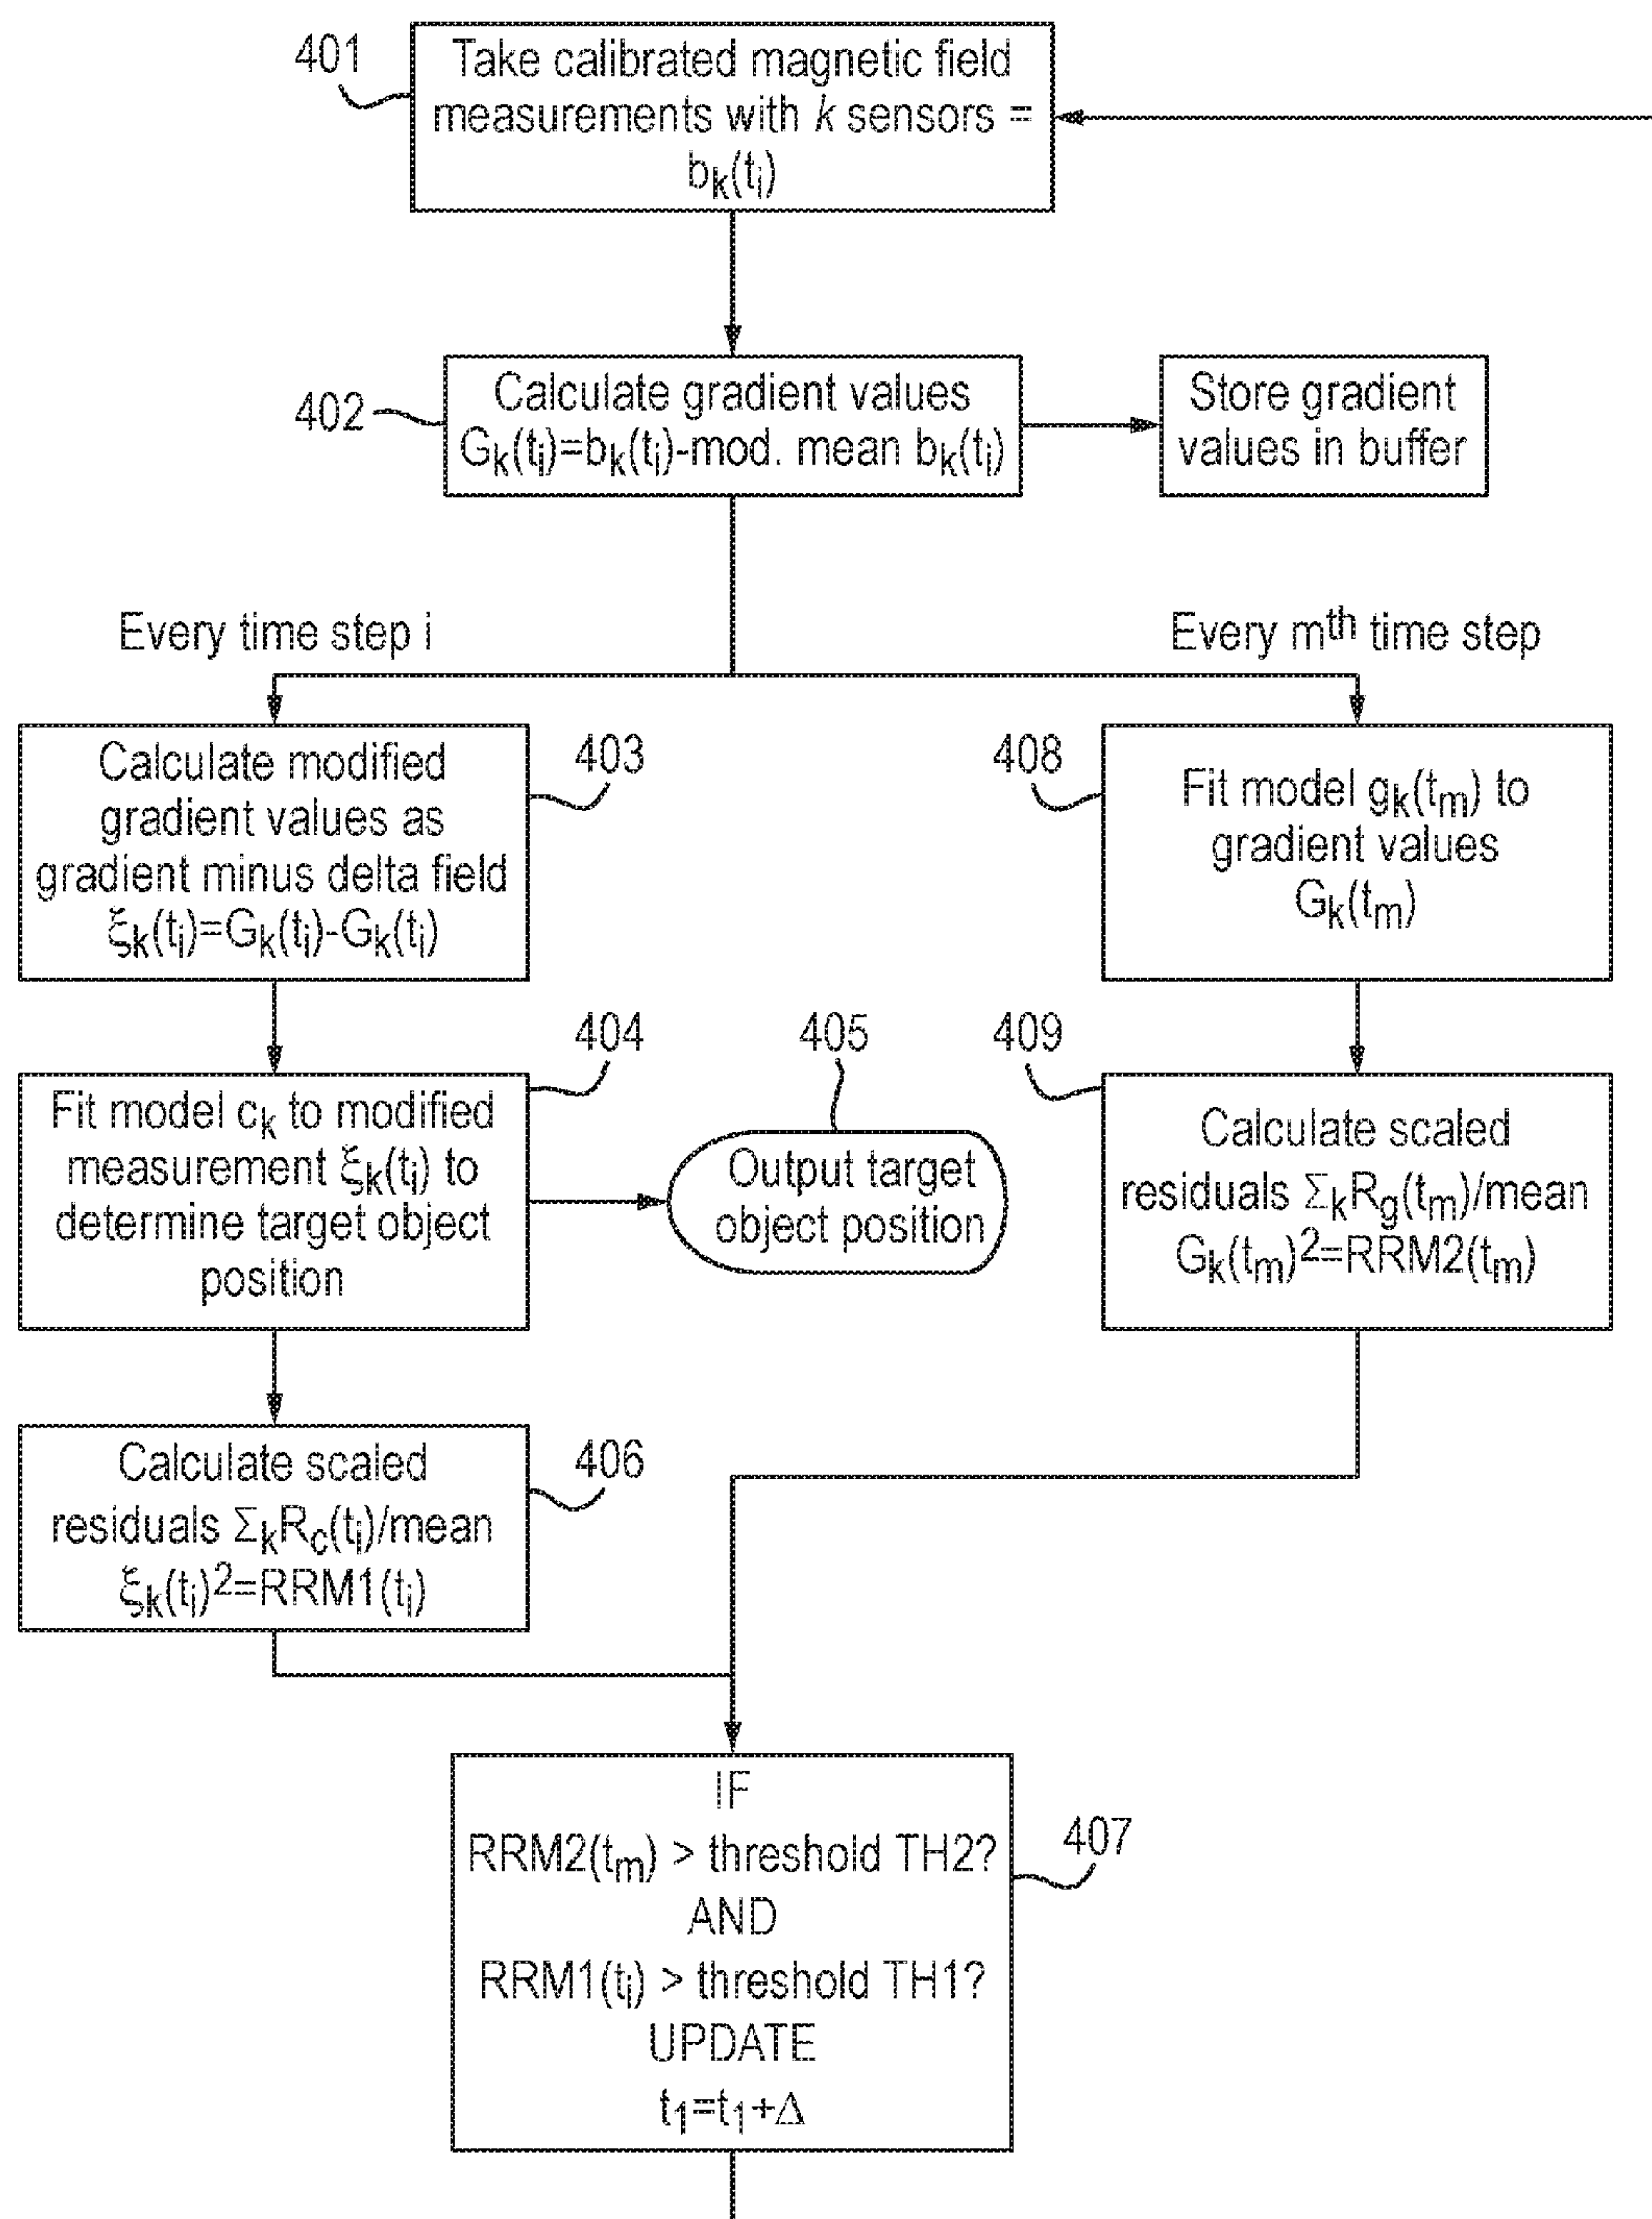 401
Take calibrated magnetic field
measurements with k sensors =
bk(ti)
402
Calculate gradient values
Gk(ti)=bk(ti)-mod. mean bk(ti)
Store gradient
values in buffer
Every time step i
Every mth time step
Calculate modified
gradient values as
gradient minus delta field
ξk(ti)=Gk(ti)-Gk(ti)
403
408
Fit model gk(tm) to
gradient values
Gk(tm)
404
Fit model ck to modified
measurement ξk(ti) to
determine target object
position
405
Output target
object position
409
Calculate scaled
residuals ΣkRg(tm)/mean
Gk(tm)2=RRM2(tm)
Calculate scaled
residuals ΣkRc(ti)/mean
ξk(ti)2=RRM1(ti)
406
IF
RRM2(tm) > threshold TH2?
AND
RRM1(ti) > threshold TH1?
UPDATE
t1=t1+Δ
407